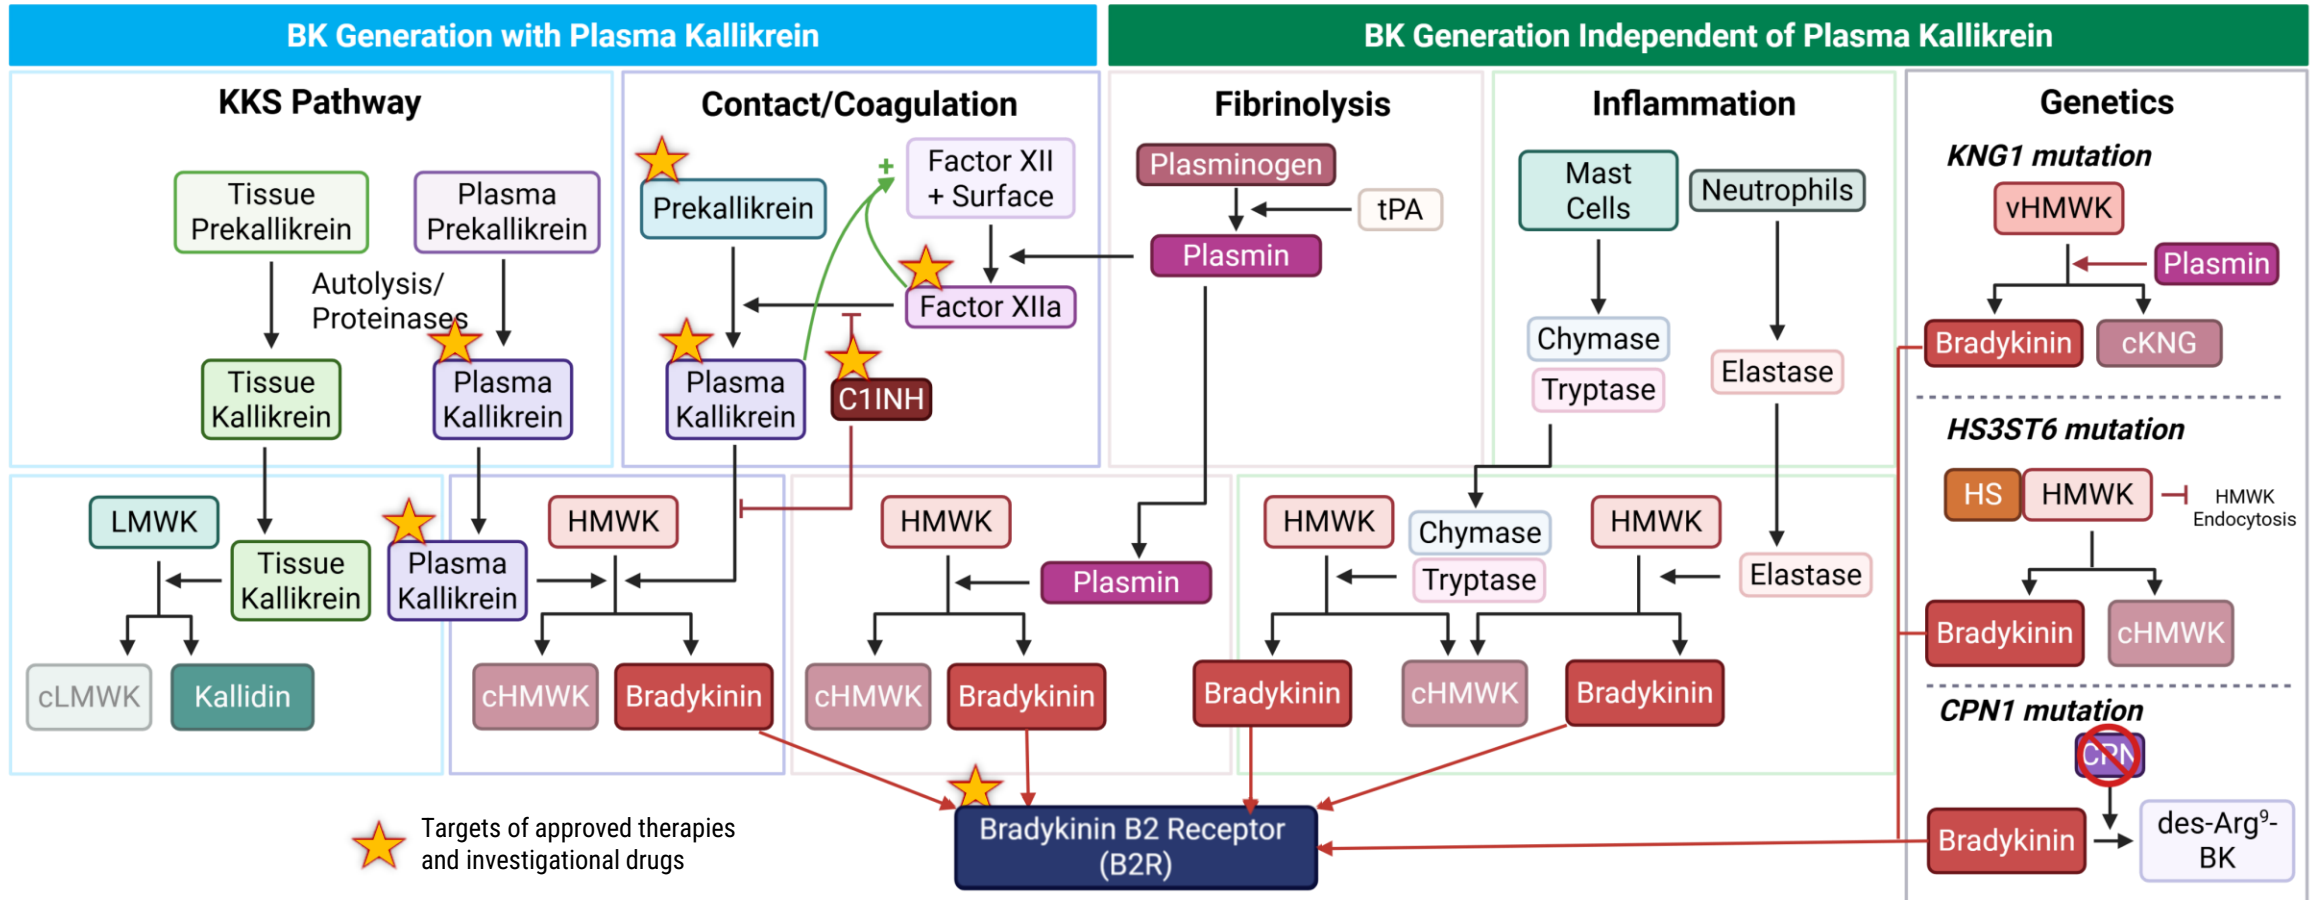 BK Generation with Plasma Kallikrein
BK Generation Independent of Plasma Kallikrein
KKS Pathway
Tissue
Prekallikrein
Plasma
Prekallikrein
Autolysis/
Proteinases
Tissue
Kallikrein
Plasma
Kallikrein
LMWK
Tissue
Kallikrein
cLMWK
Kallidin
Contact/Coagulation
Prekallikrein
+
Factor XII
+ Surface
Factor XIIa
Plasma
Kallikrein
C1INH
Plasma
Kallikrein
HMWK
cHMWK
Bradykinin
Fibrinolysis
Plasminogen
tPA
Plasmin
HMWK
Plasmin
cHMWK
Bradykinin
Inflammation
Mast
Cells
Neutrophils
Chymase
Tryptase
Elastase
HMWK
Chymase
Tryptase
HMWK
Elastase
Bradykinin
cHMWK
Bradykinin
Genetics
KNG1 mutation
vHMWK
Plasmin
Bradykinin
cKNG
HS3ST6 mutation
HS
HMWK
HMWK
Endocytosis
Bradykinin
cHMWK
CPN1 mutation
CPN
Bradykinin
des-Arg⁹-
BK
Bradykinin B2 Receptor
(B2R)
Targets of approved therapies
and investigational drugs